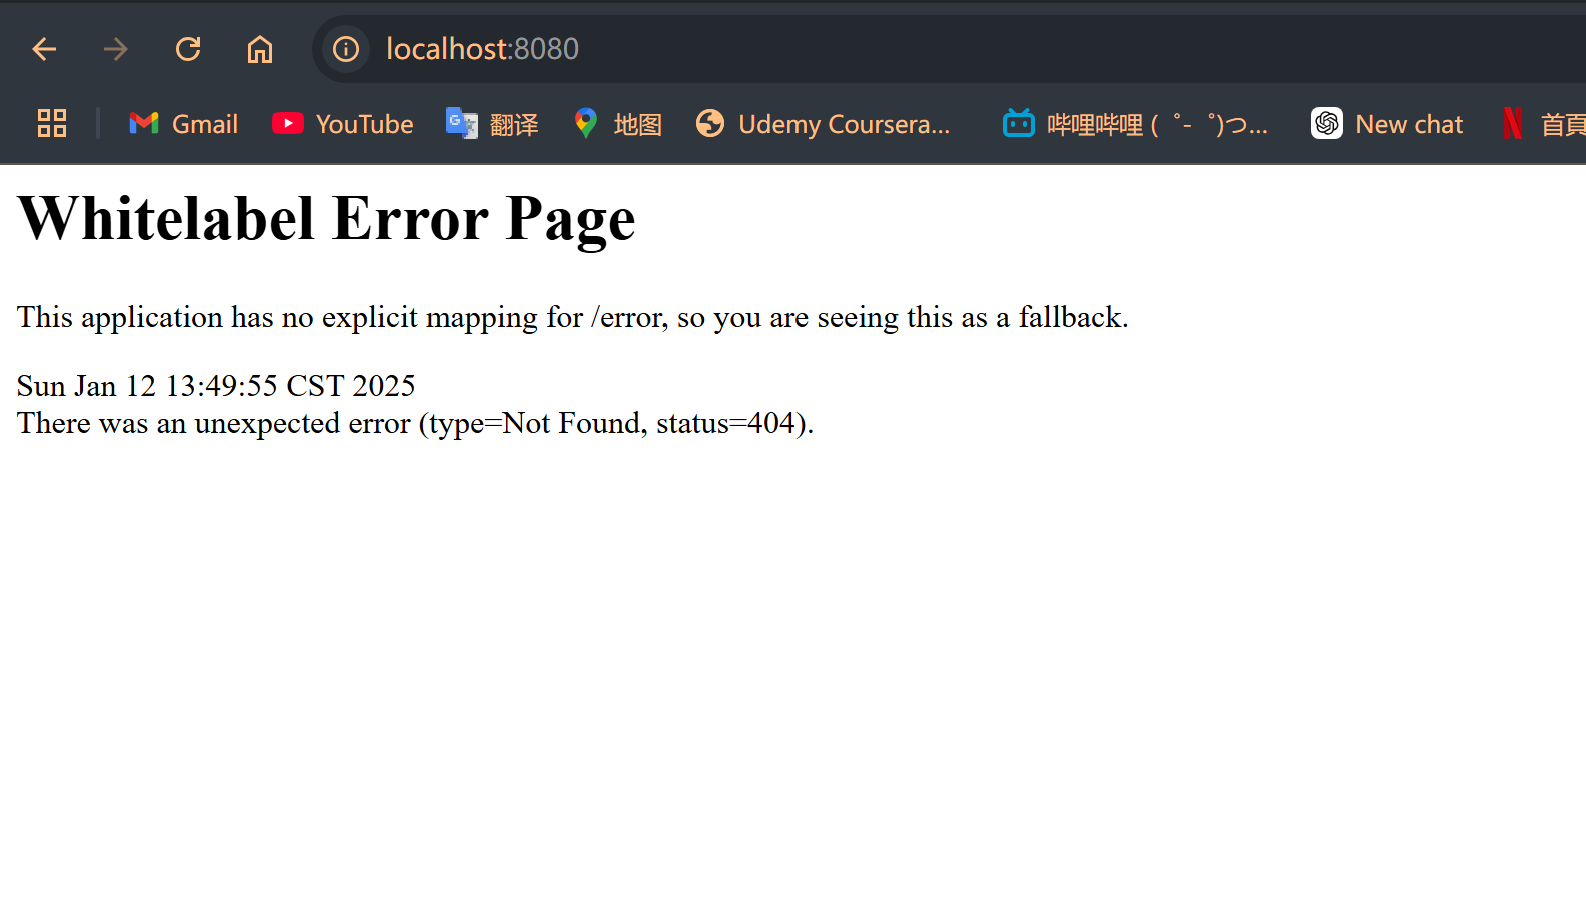 localhost:8080
Gmail YouTube 翻译 地图 Udemy Coursera... 哔哩哔哩 (゜-゜)つ... New chat 首頁
Whitelabel Error Page
This application has no explicit mapping for /error, so you are seeing this as a fallback.
Sun Jan 12 13:49:55 CST 2025
There was an unexpected error (type=Not Found, status=404).